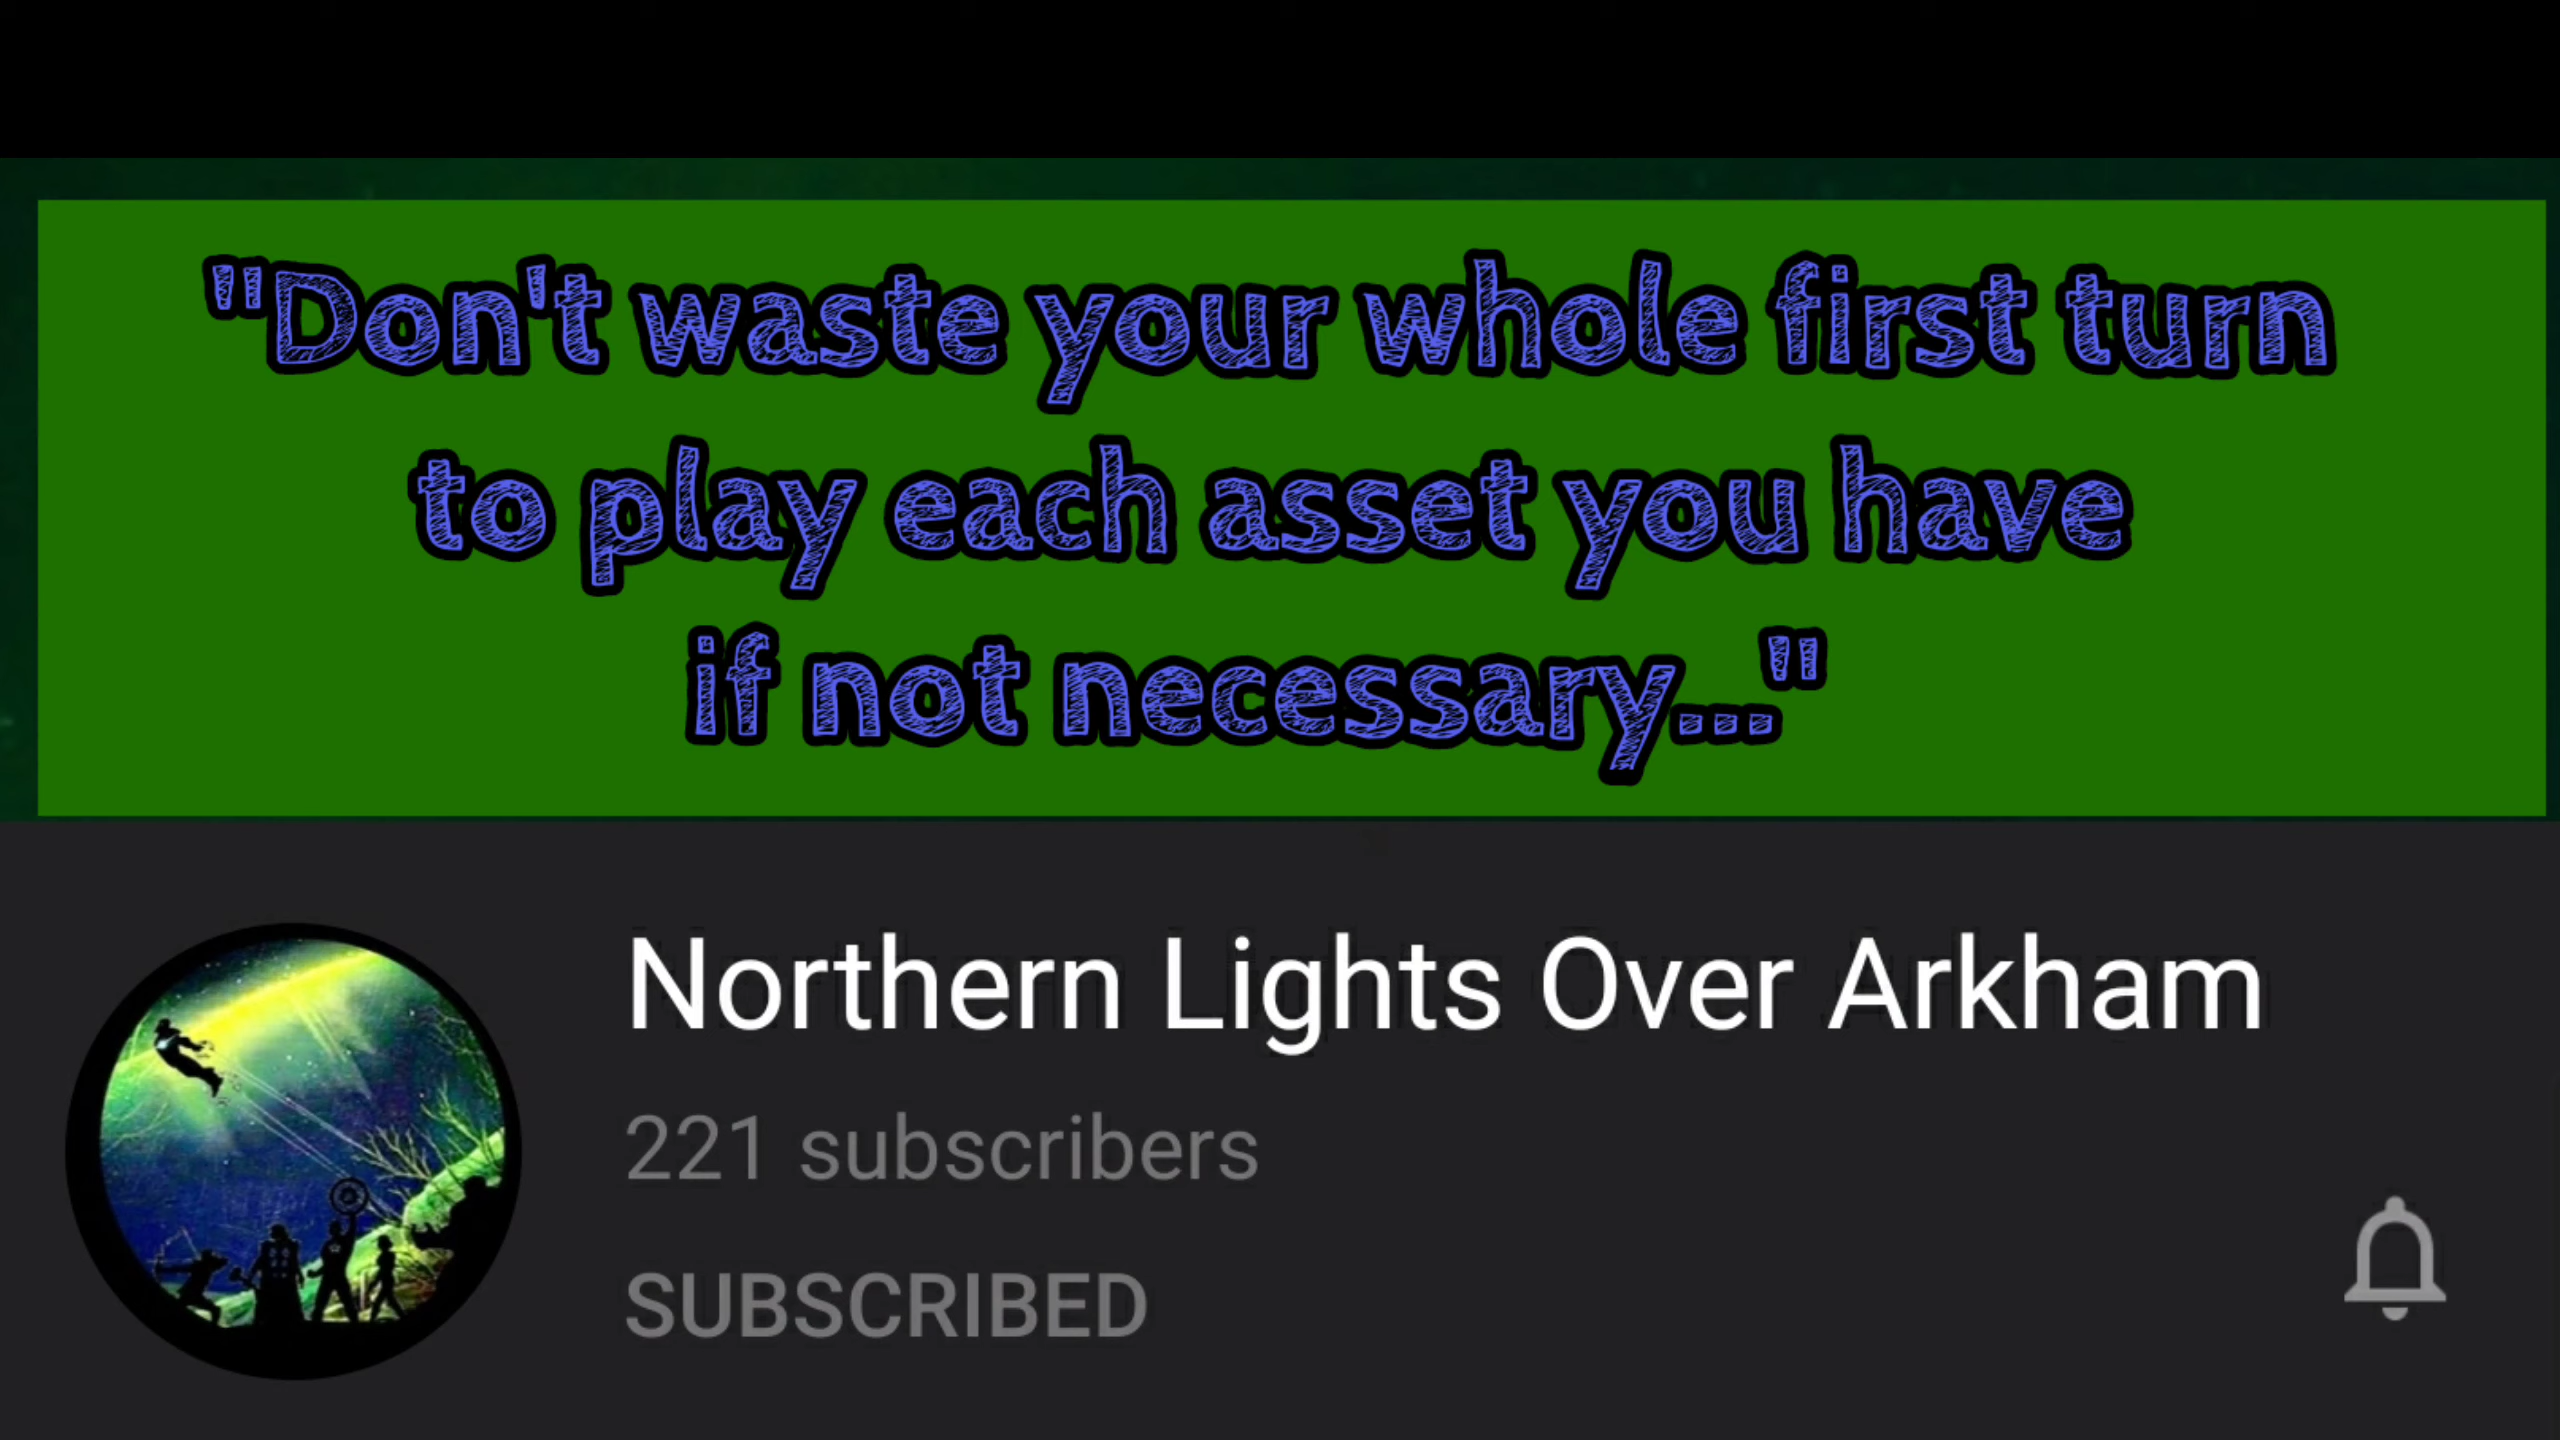 "Don't waste your whole first turn
to play each asset you have
if not necessary..."
Northern Lights Over Arkham
221 subscribers
SUBSCRIBED